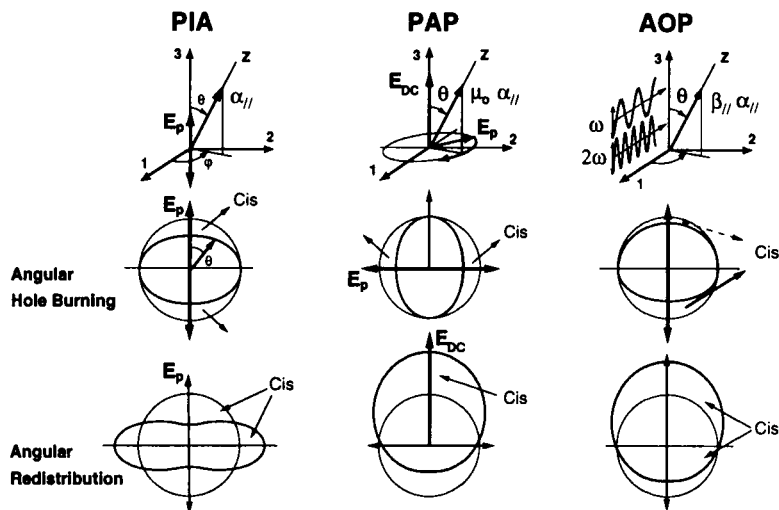 PIA PAP AOP
3 Z θ α// E_p 2 1 φ
3 Z E_DC θ μ₀ α// E_p 2 1
3 Z θ β// α// ω 2ω 2 1
Angular
Hole Burning
E_p Cis θ
Cis E_p
Cis
Angular
Redistribution
E_p Cis
E_DC Cis
Cis